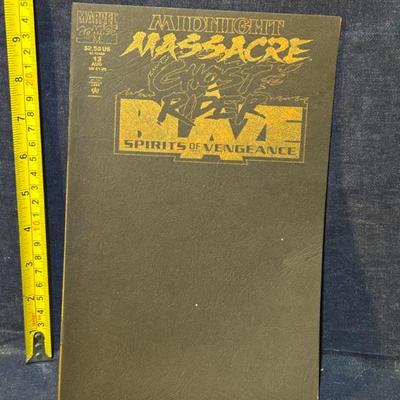 MARVEL
COMICS
$2.50 US
13
AUG
MIDNIGHT
MASSACRE
GHOST
RIDER
BLAZE
SPIRITS OF VENGEANCE